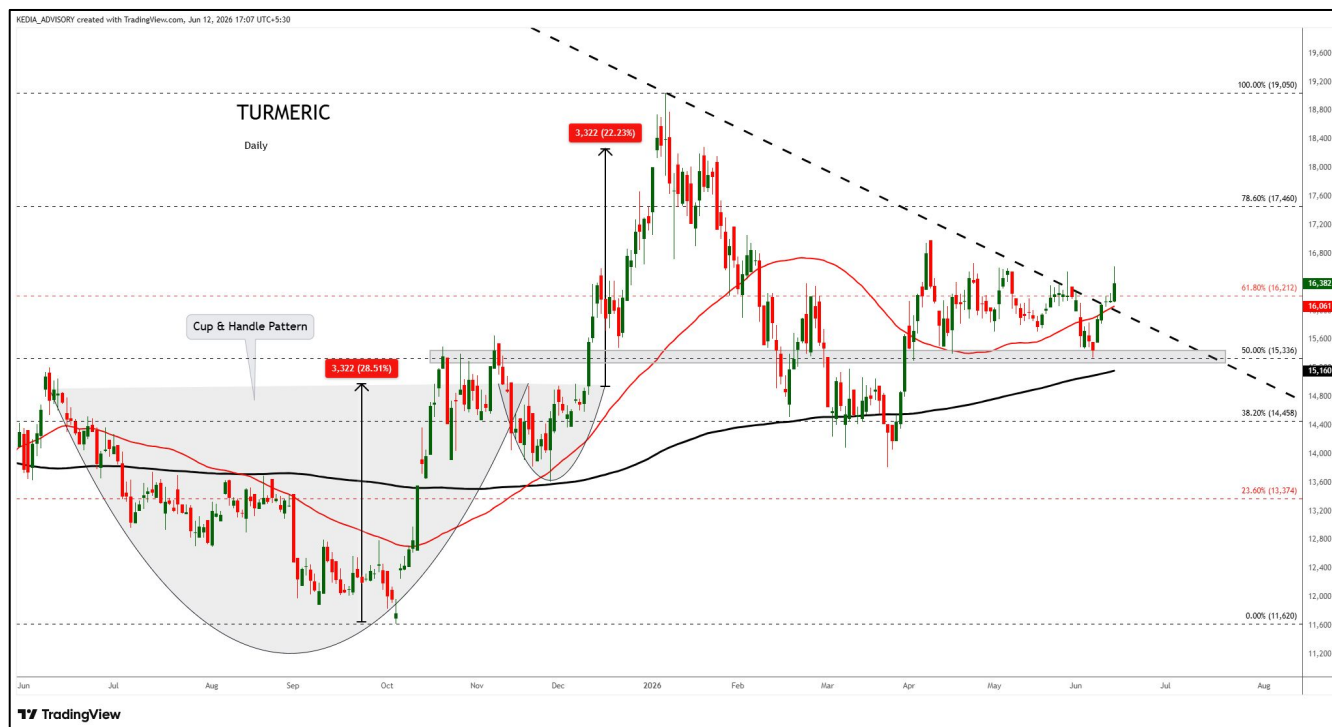 KEDIA_ADVISORY created with TradingView.com, Jun 12, 2026 17:07 UTC+5:30
TURMERIC
Daily
Cup & Handle Pattern
3,322 (28.51%)
3,322 (22.23%)
100.00% (19,050)
78.60% (17,460)
61.80% (16,212)
50.00% (15,336)
38.20% (14,458)
23.60% (13,374)
0.00% (11,620)
19,600
19,200
18,800
18,400
18,000
17,600
17,200
16,800
16,382
16,061
15,600
15,160
14,800
14,400
14,000
13,600
13,200
12,800
12,400
12,000
11,600
11,200
Jun
Jul
Aug
Sep
Oct
Nov
Dec
2026
Feb
Mar
Apr
May
Jun
Jul
Aug
TradingView